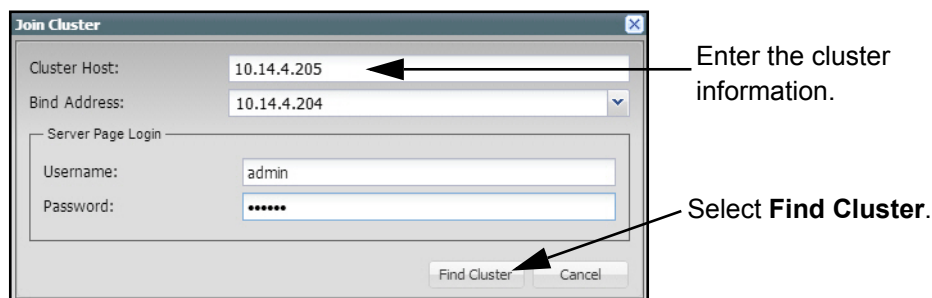 Join Cluster
Cluster Host: 10.14.4.205
Enter the cluster
information.
Bind Address: 10.14.4.204
Server Page Login
Username: admin
Password: ••••••
Select Find Cluster.
Find Cluster Cancel